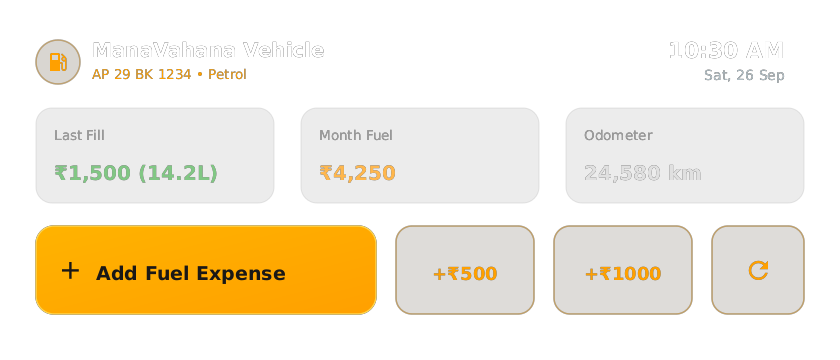 ManaVahana Vehicle
AP 29 BK 1234 • Petrol
10:30 AM
Sat, 26 Sep
Last Fill
₹1,500 (14.2L)
Month Fuel
₹4,250
Odometer
24,580 km
+ Add Fuel Expense
+₹500
+₹1000